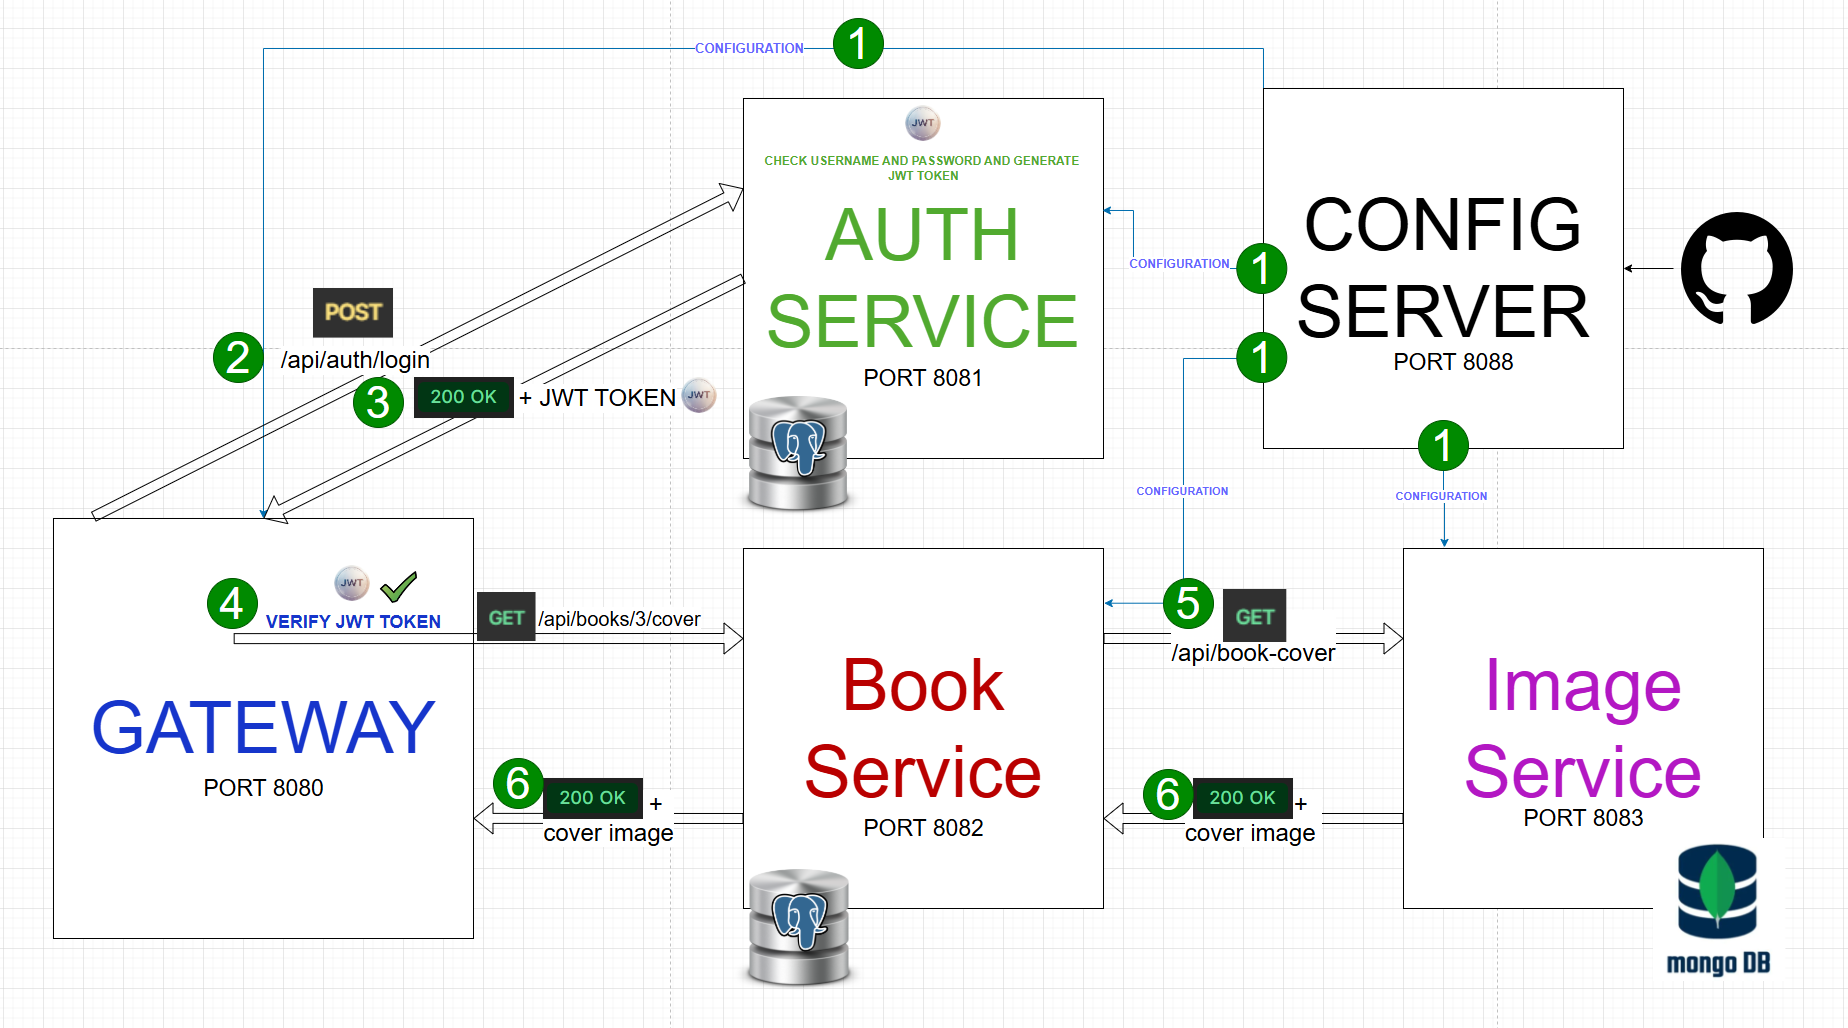 CONFIGURATION
1
JWT
CHECK USERNAME AND PASSWORD AND GENERATE
JWT TOKEN
AUTH
SERVICE
PORT 8081
CONFIGURATION
1
1
CONFIG
SERVER
PORT 8088
1
CONFIGURATION
CONFIGURATION
POST
2
/api/auth/login
3
200 OK
+ JWT TOKEN
JWT
4
JWT
VERIFY JWT TOKEN
GATEWAY
PORT 8080
GET
/api/books/3/cover
Book
Service
PORT 8082
5
GET
/api/book-cover
Image
Service
PORT 8083
6
200 OK
+
cover image
6
200 OK
+
cover image
mongo DB